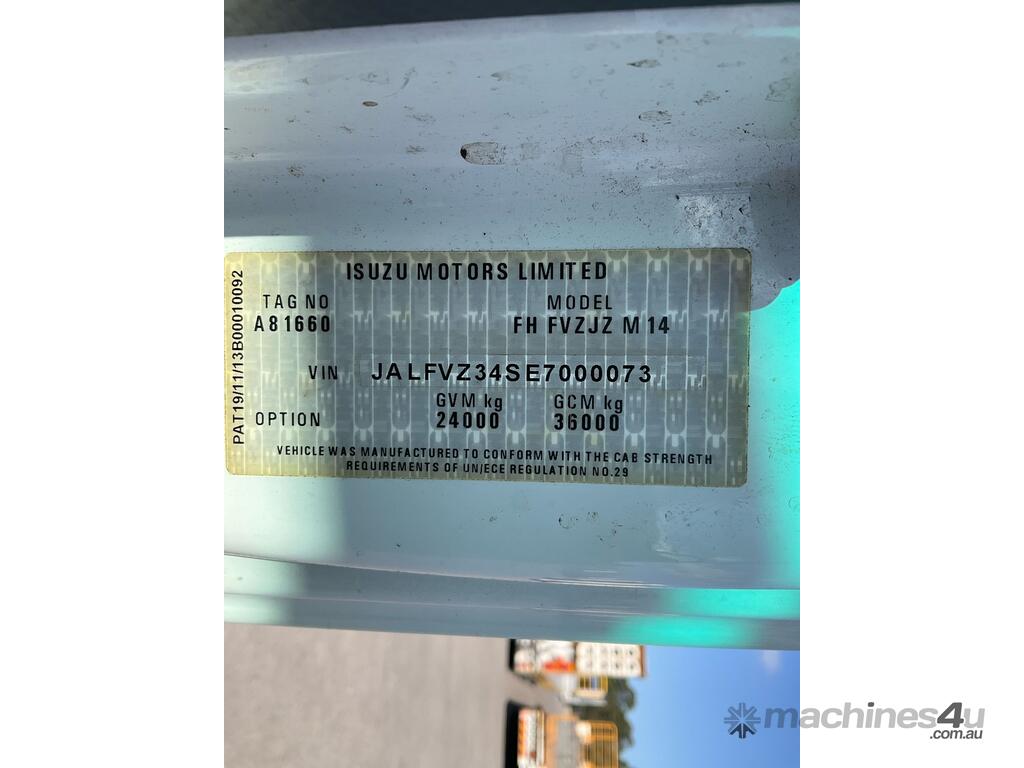 ISUZU MOTORS LIMITED
TAG NO MODEL
A81660 FH FVZJZ M14
VIN JALFVZ34SE7000073
GVM kg GCM kg
OPTION 24000 36000
VEHICLE WAS MANUFACTURED TO CONFORM WITH THE CAB STRENGTH
REQUIREMENTS OF UN/ECE REGULATION NO.29
PAT19/11/13B00010092
machines4u
.com.au